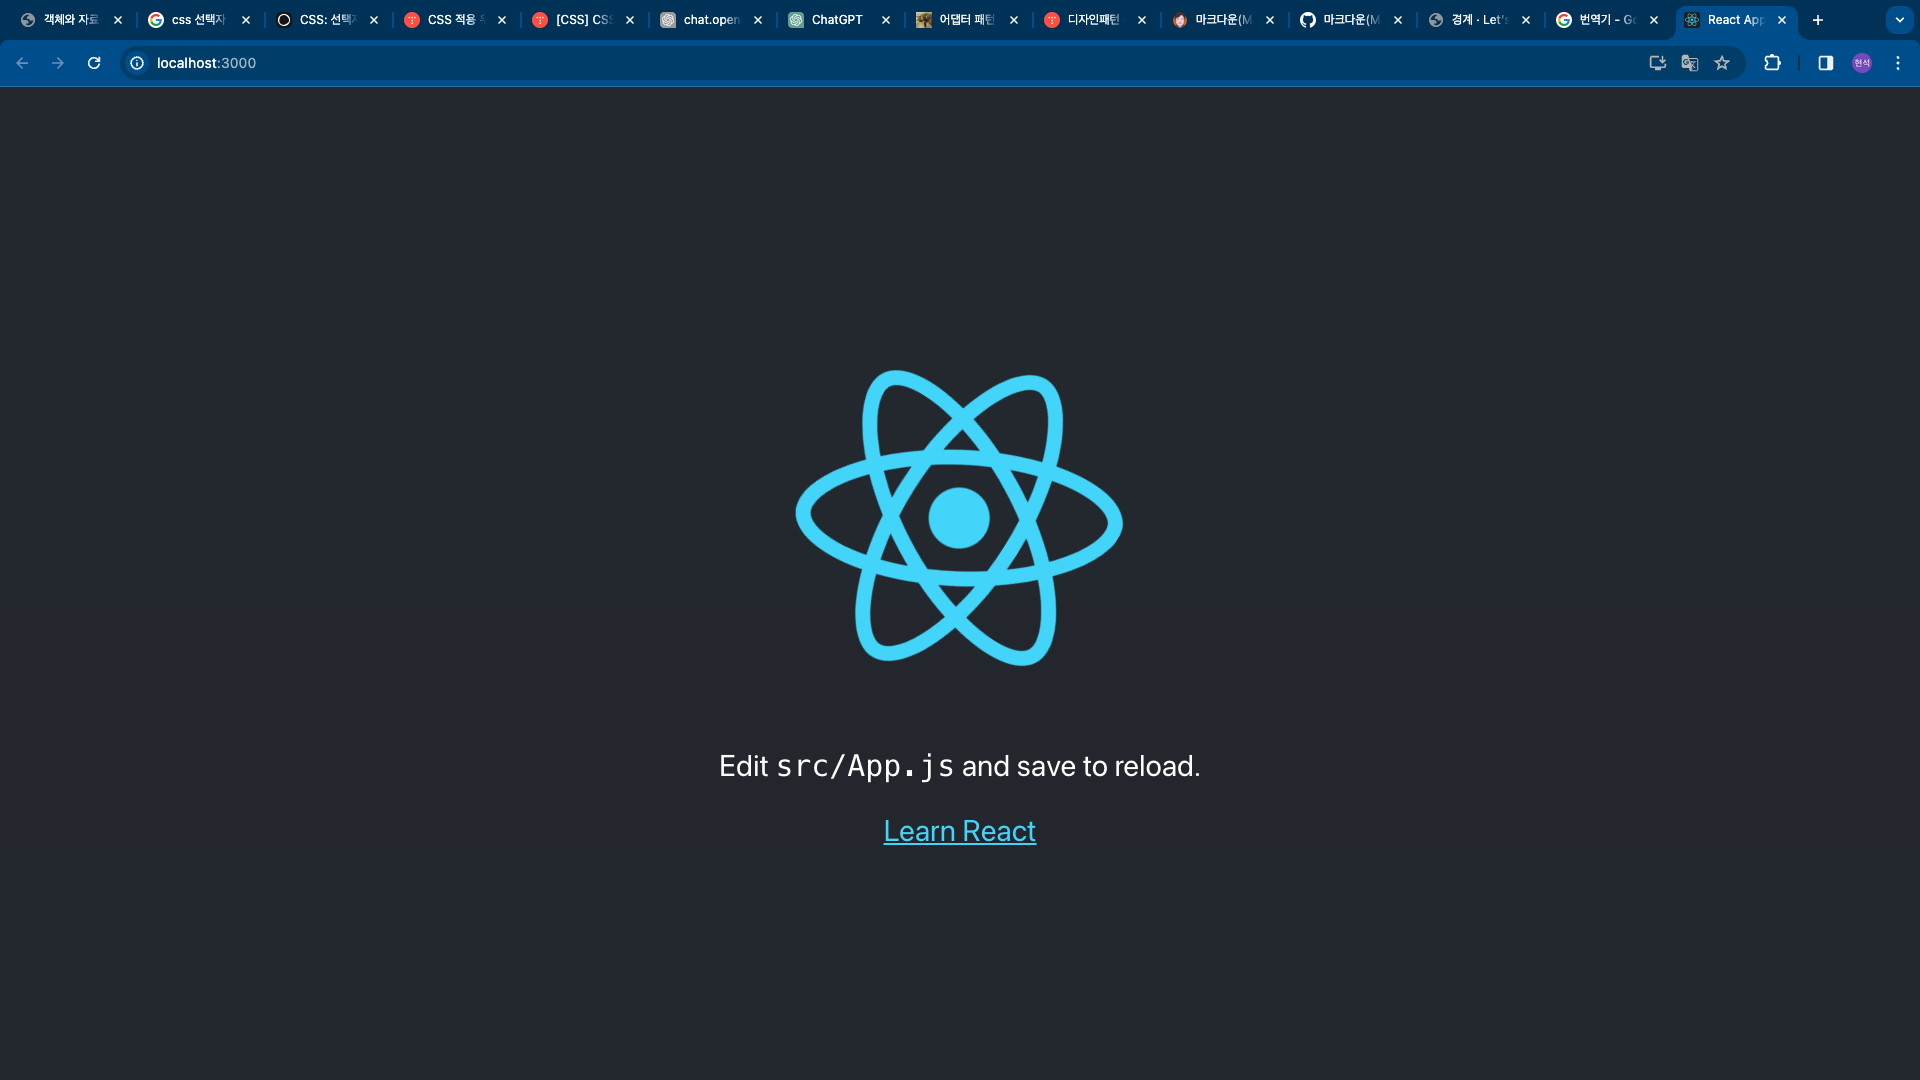 객체와 자료
css 선택자
CSS: 선택
CSS 적용
[CSS] CS
chat.open
ChatGPT
어댑터 패턴
디자인패턴
마크다운(M
마크다운(M
경계 · Let's
번역기 - Go
React App
localhost:3000
현석
Edit src/App.js and save to reload.
Learn React